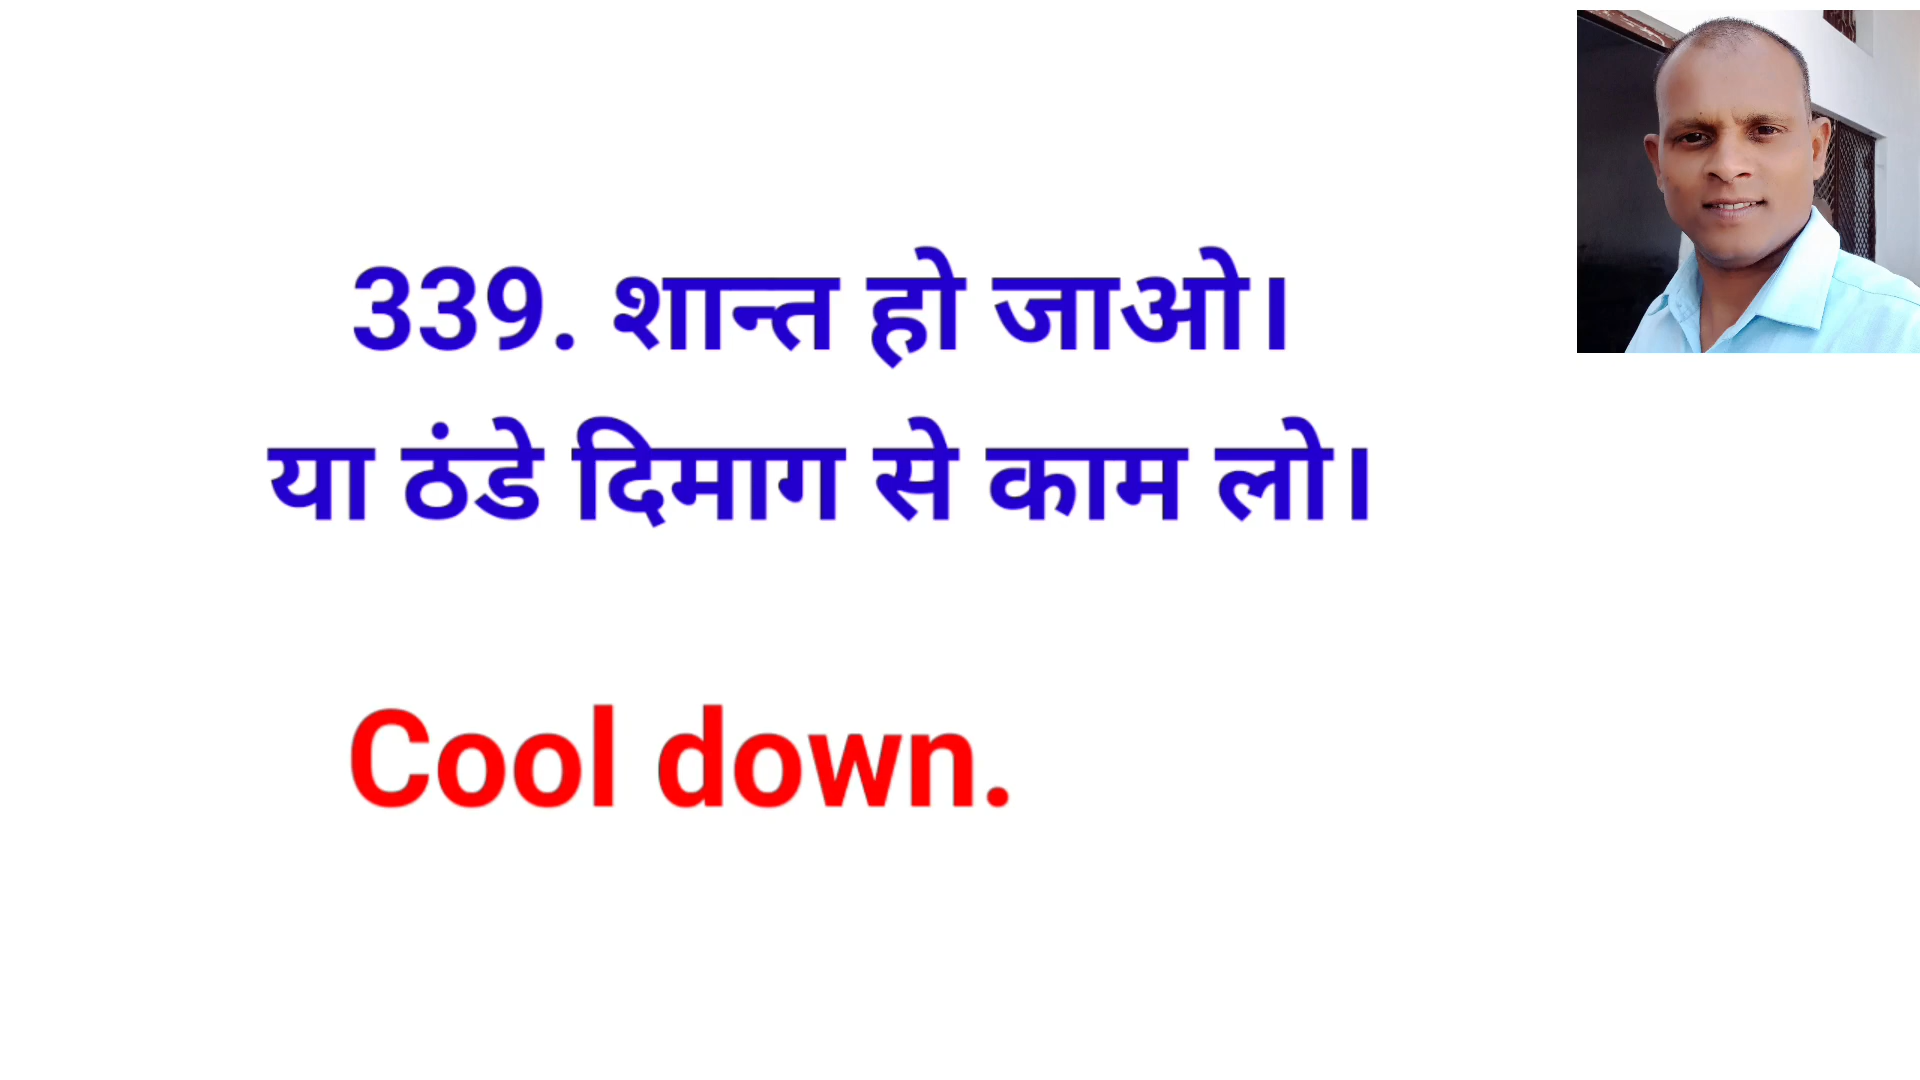 339. शान्त हो जाओ।
या ठंडे दिमाग से काम लो।
Cool down.